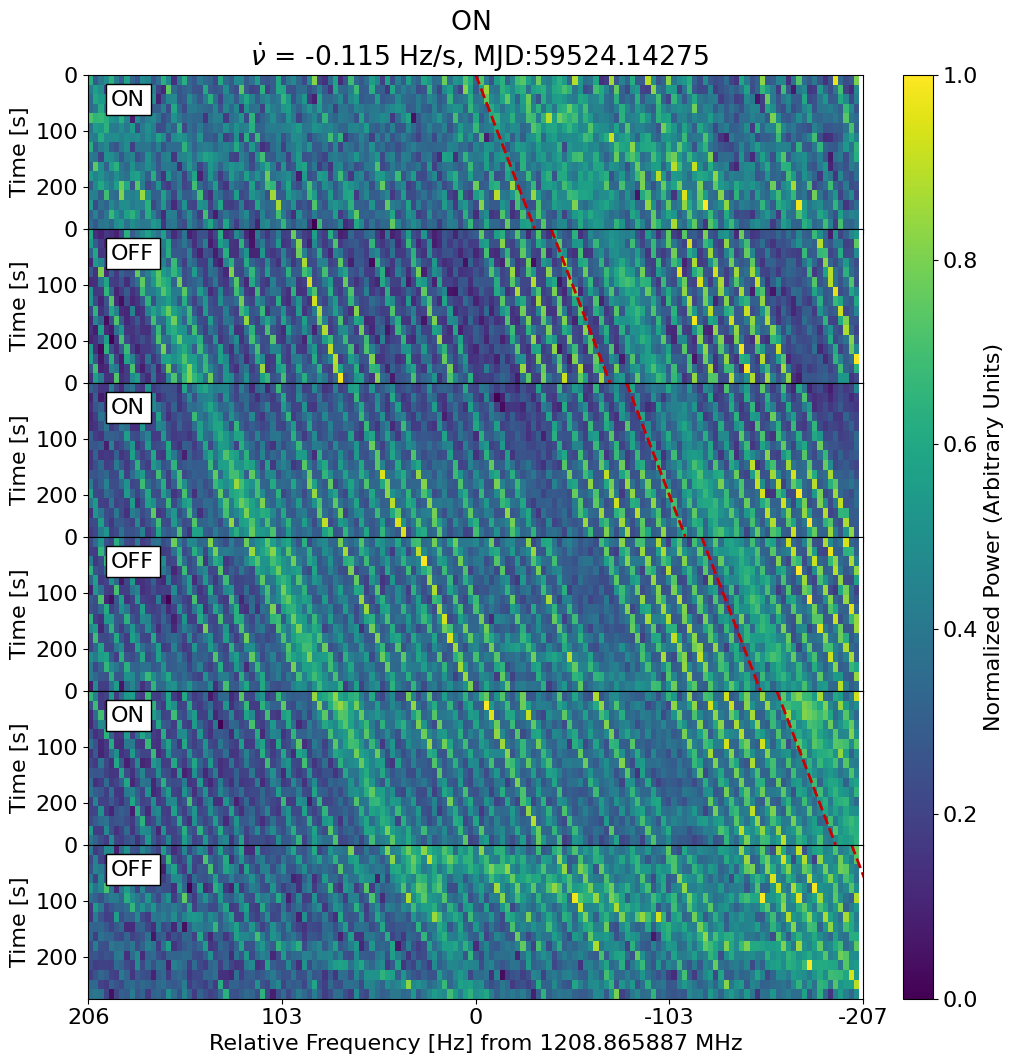 ON
ν̇ = -0.115 Hz/s, MJD:59524.14275
0
100
200
Time [s]
ON
0
100
200
Time [s]
OFF
0
100
200
Time [s]
ON
0
100
200
Time [s]
OFF
0
100
200
Time [s]
ON
0
100
200
Time [s]
OFF
206 103 0 -103 -207
Relative Frequency [Hz] from 1208.865887 MHz
1.0
0.8
0.6
0.4
0.2
0.0
Normalized Power (Arbitrary Units)